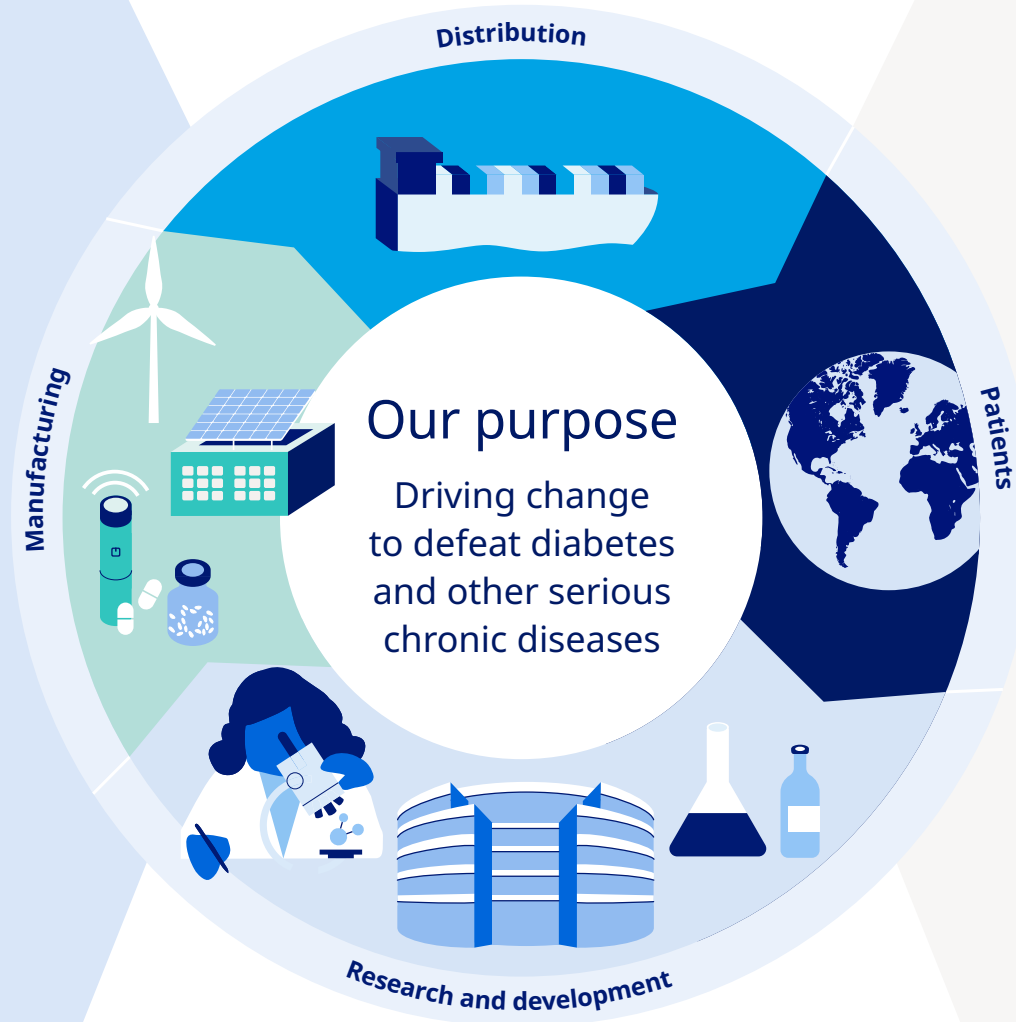 Distribution
Manufacturing
Patients
Our purpose
Driving change
to defeat diabetes
and other serious
chronic diseases
Research and development